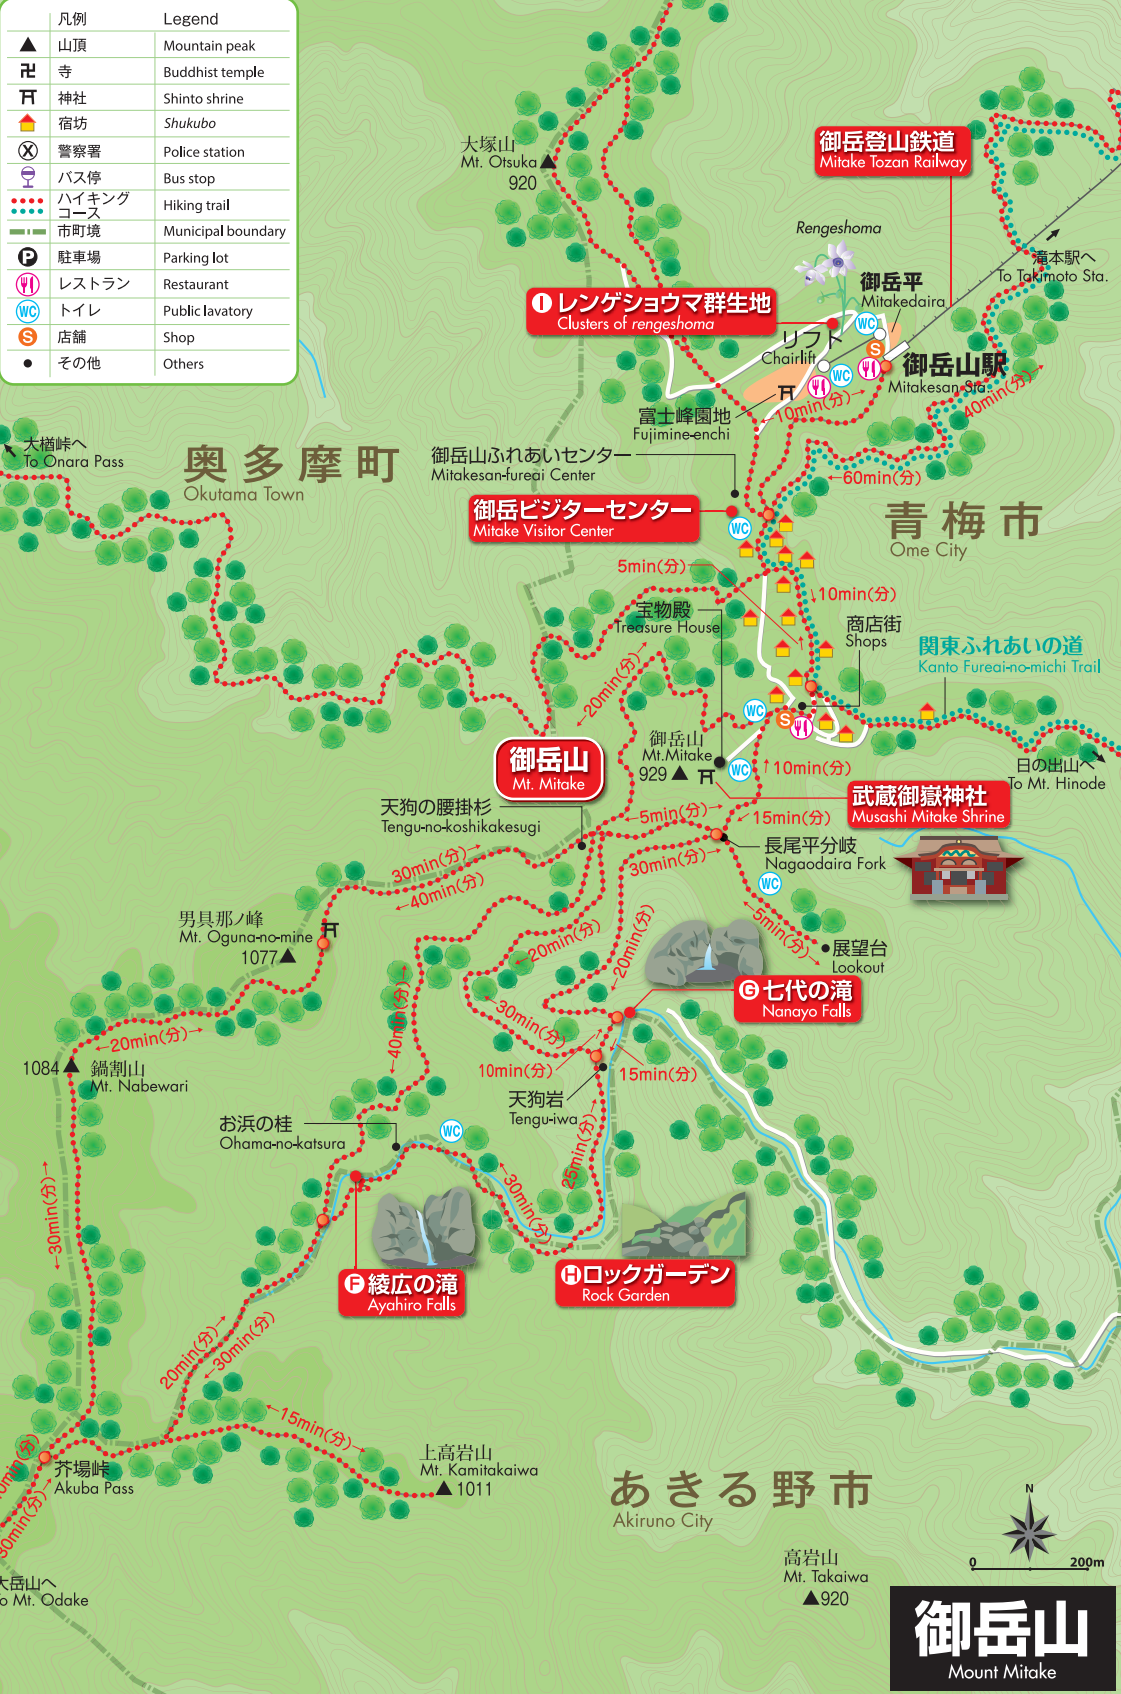 凡例 Legend
山頂 Mountain peak
寺 Buddhist temple
神社 Shinto shrine
宿坊 Shukubo
警察署 Police station
バス停 Bus stop
ハイキング
コース
Hiking trail
市町境 Municipal boundary
P 駐車場 Parking lot
レストラン Restaurant
WC トイレ Public lavatory
S 店舗 Shop
その他 Others
大塚山
Mt. Otsuka
920
御岳登山鉄道
Mitake Tozan Railway
Rengeshoma
滝本駅へ
To Takimoto Sta.
御岳平
Mitakedaira
I レンゲショウマ群生地
Clusters of rengeshoma
WC
リフト
Chairlift
S
WC
御岳山駅
Mitakesan Sta.
10min(分)
40min(分)
富士峰園地
Fujimine-enchi
大楢峠へ
To Onara Pass
奥多摩町
Okutama Town
御岳山ふれあいセンター
Mitakesan-fureai Center
60min(分)
御岳ビジターセンター
Mitake Visitor Center
WC
青梅市
Ome City
5min(分)
10min(分)
宝物殿
Treasure House
商店街
Shops
関東ふれあいの道
Kanto Fureai-no-michi Trail
20min(分)
WC
S
御岳山
Mt. Mitake
御岳山
Mt.Mitake
929
WC
10min(分)
日の出山へ
To Mt. Hinode
武蔵御嶽神社
Musashi Mitake Shrine
天狗の腰掛杉
Tengu-no-koshikakesugi
5min(分)
15min(分)
長尾平分岐
Nagaodaira Fork
30min(分)
30min(分)
40min(分)
WC
男具那ノ峰
Mt. Oguna-no-mine
1077
5min(分)
20min(分)
20min(分)
展望台
Lookout
G 七代の滝
Nanayo Falls
40min(分)
30min(分)
20min(分)
1084
鍋割山
Mt. Nabewari
10min(分)
15min(分)
天狗岩
Tengu-iwa
お浜の桂
Ohama-no-katsura
WC
25min(分)
30min(分)
30min(分)
F 綾広の滝
Ayahiro Falls
H ロックガーデン
Rock Garden
20min(分)
30min(分)
15min(分)
芥場峠
Akuba Pass
上高岩山
Mt. Kamitakaiwa
1011
min(分)
30min(分)
あきる野市
Akiruno City
大岳山へ
o Mt. Odake
高岩山
Mt. Takaiwa
920
N
0 200m
御岳山
Mount Mitake